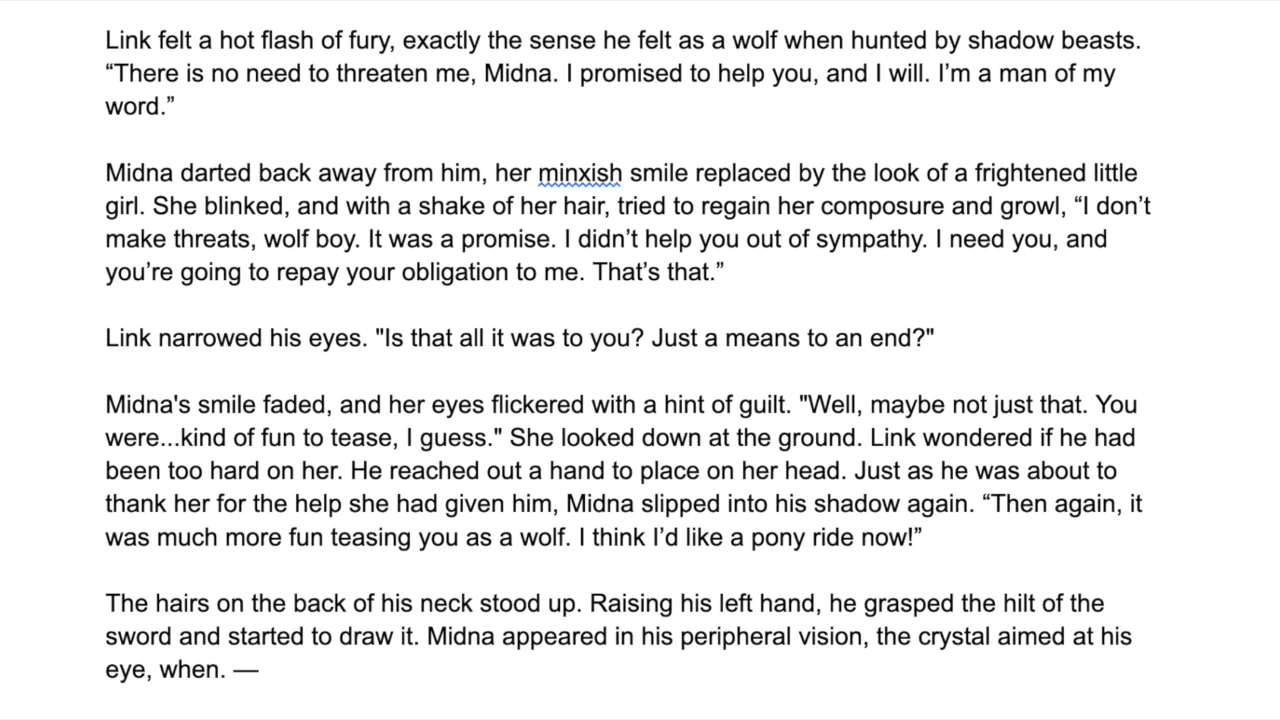 Link felt a hot flash of fury, exactly the sense he felt as a wolf when hunted by shadow beasts.
“There is no need to threaten me, Midna. I promised to help you, and I will. I’m a man of my
word.”
Midna darted back away from him, her minxish smile replaced by the look of a frightened little
girl. She blinked, and with a shake of her hair, tried to regain her composure and growl, “I don’t
make threats, wolf boy. It was a promise. I didn’t help you out of sympathy. I need you, and
you’re going to repay your obligation to me. That’s that.”
Link narrowed his eyes. "Is that all it was to you? Just a means to an end?"
Midna's smile faded, and her eyes flickered with a hint of guilt. "Well, maybe not just that. You
were...kind of fun to tease, I guess." She looked down at the ground. Link wondered if he had
been too hard on her. He reached out a hand to place on her head. Just as he was about to
thank her for the help she had given him, Midna slipped into his shadow again. “Then again, it
was much more fun teasing you as a wolf. I think I’d like a pony ride now!”
The hairs on the back of his neck stood up. Raising his left hand, he grasped the hilt of the
sword and started to draw it. Midna appeared in his peripheral vision, the crystal aimed at his
eye, when. —